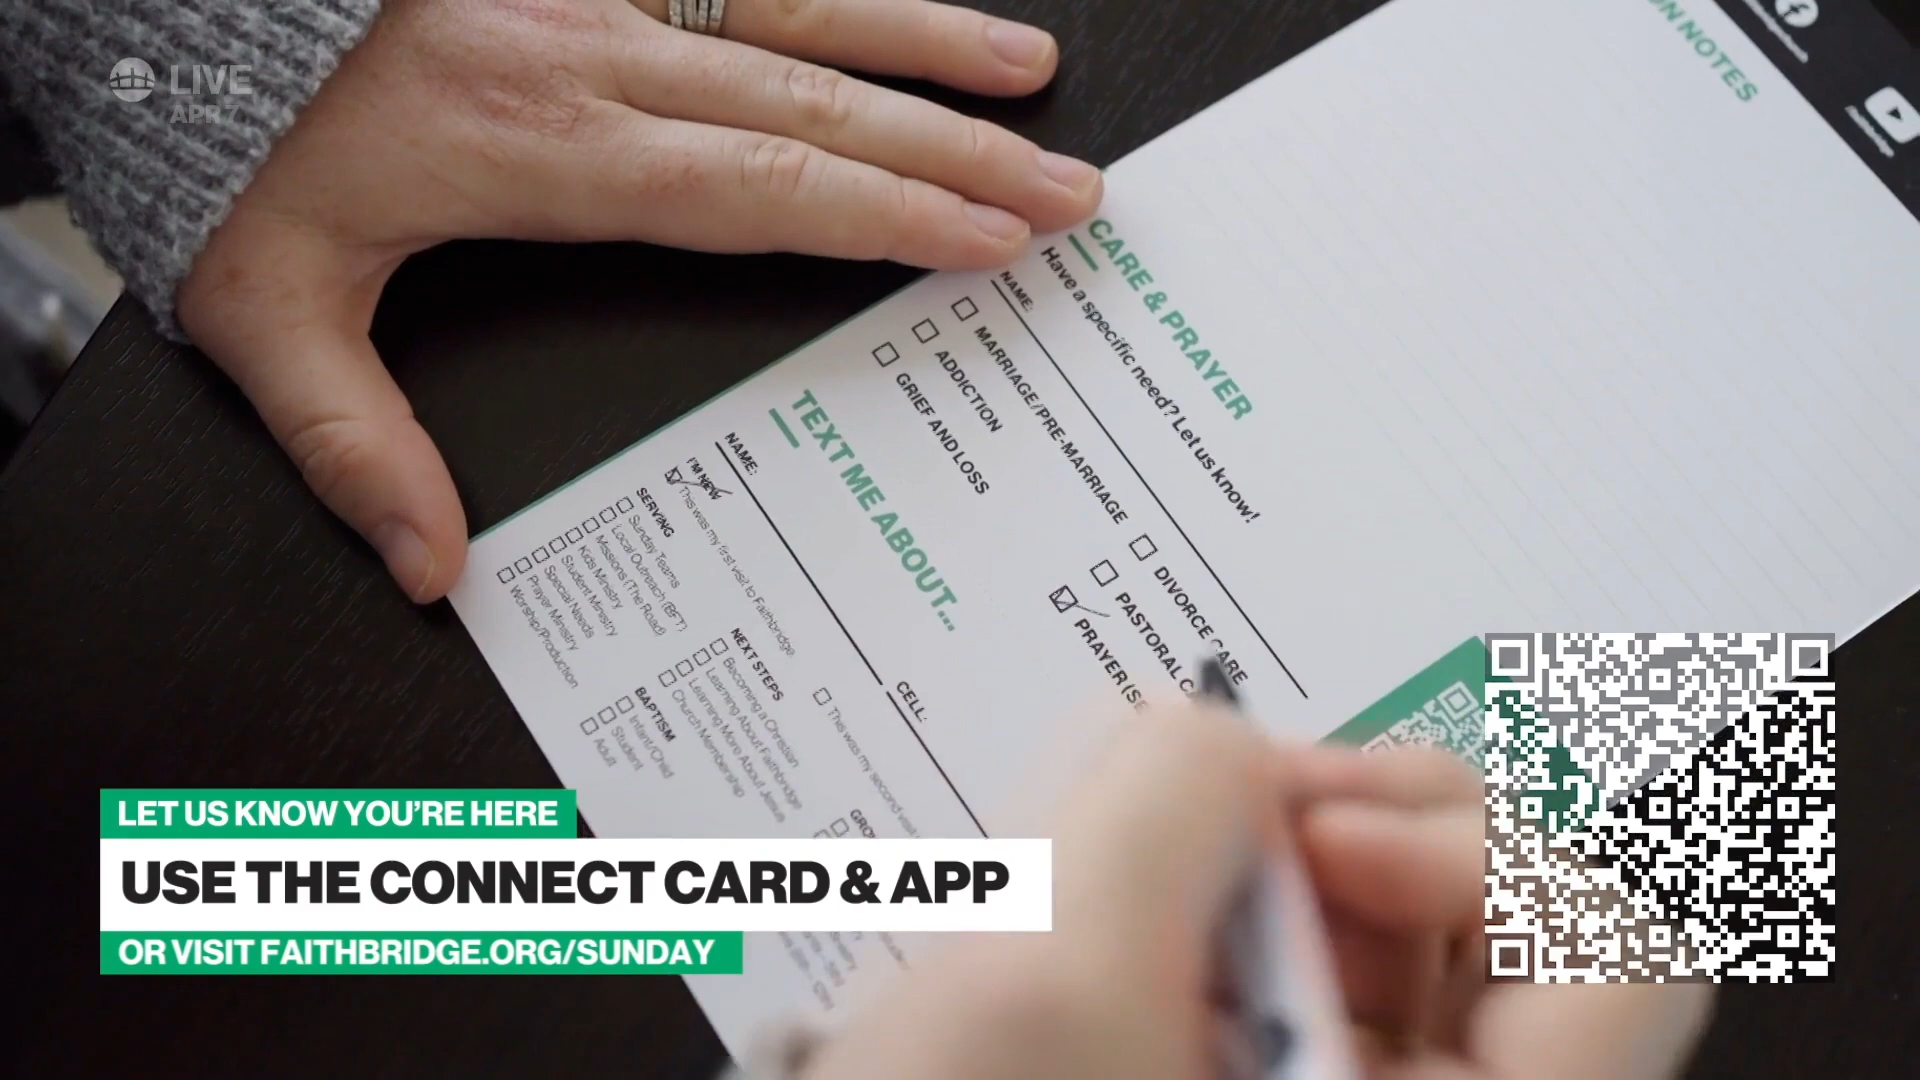 LIVE
APR 7
ON NOTES
CARE & PRAYER
Have a specific need? Let us know!
NAME:
MARRIAGE/PRE-MARRIAGE
ADDICTION
GRIEF AND LOSS
DIVORCE CARE
PASTORAL C
PRAYER (SE
TEXT ME ABOUT...
NAME:
CELL:
I'M NEW
This was my first visit to Faithbridge.
This was my second visit
SERVING
Sunday Teams
Local Outreach (BFT)
Missions (The Road)
Kids Ministry
Student Ministry
Special Needs
Prayer Ministry
Worship/Production
NEXT STEPS
Becoming a Christian
Learning About Faithbridge
Learning More About Jesus
Church Membership
BAPTISM
Infant/Child
Student
Adult
LET US KNOW YOU'RE HERE
USE THE CONNECT CARD & APP
OR VISIT FAITHBRIDGE.ORG/SUNDAY